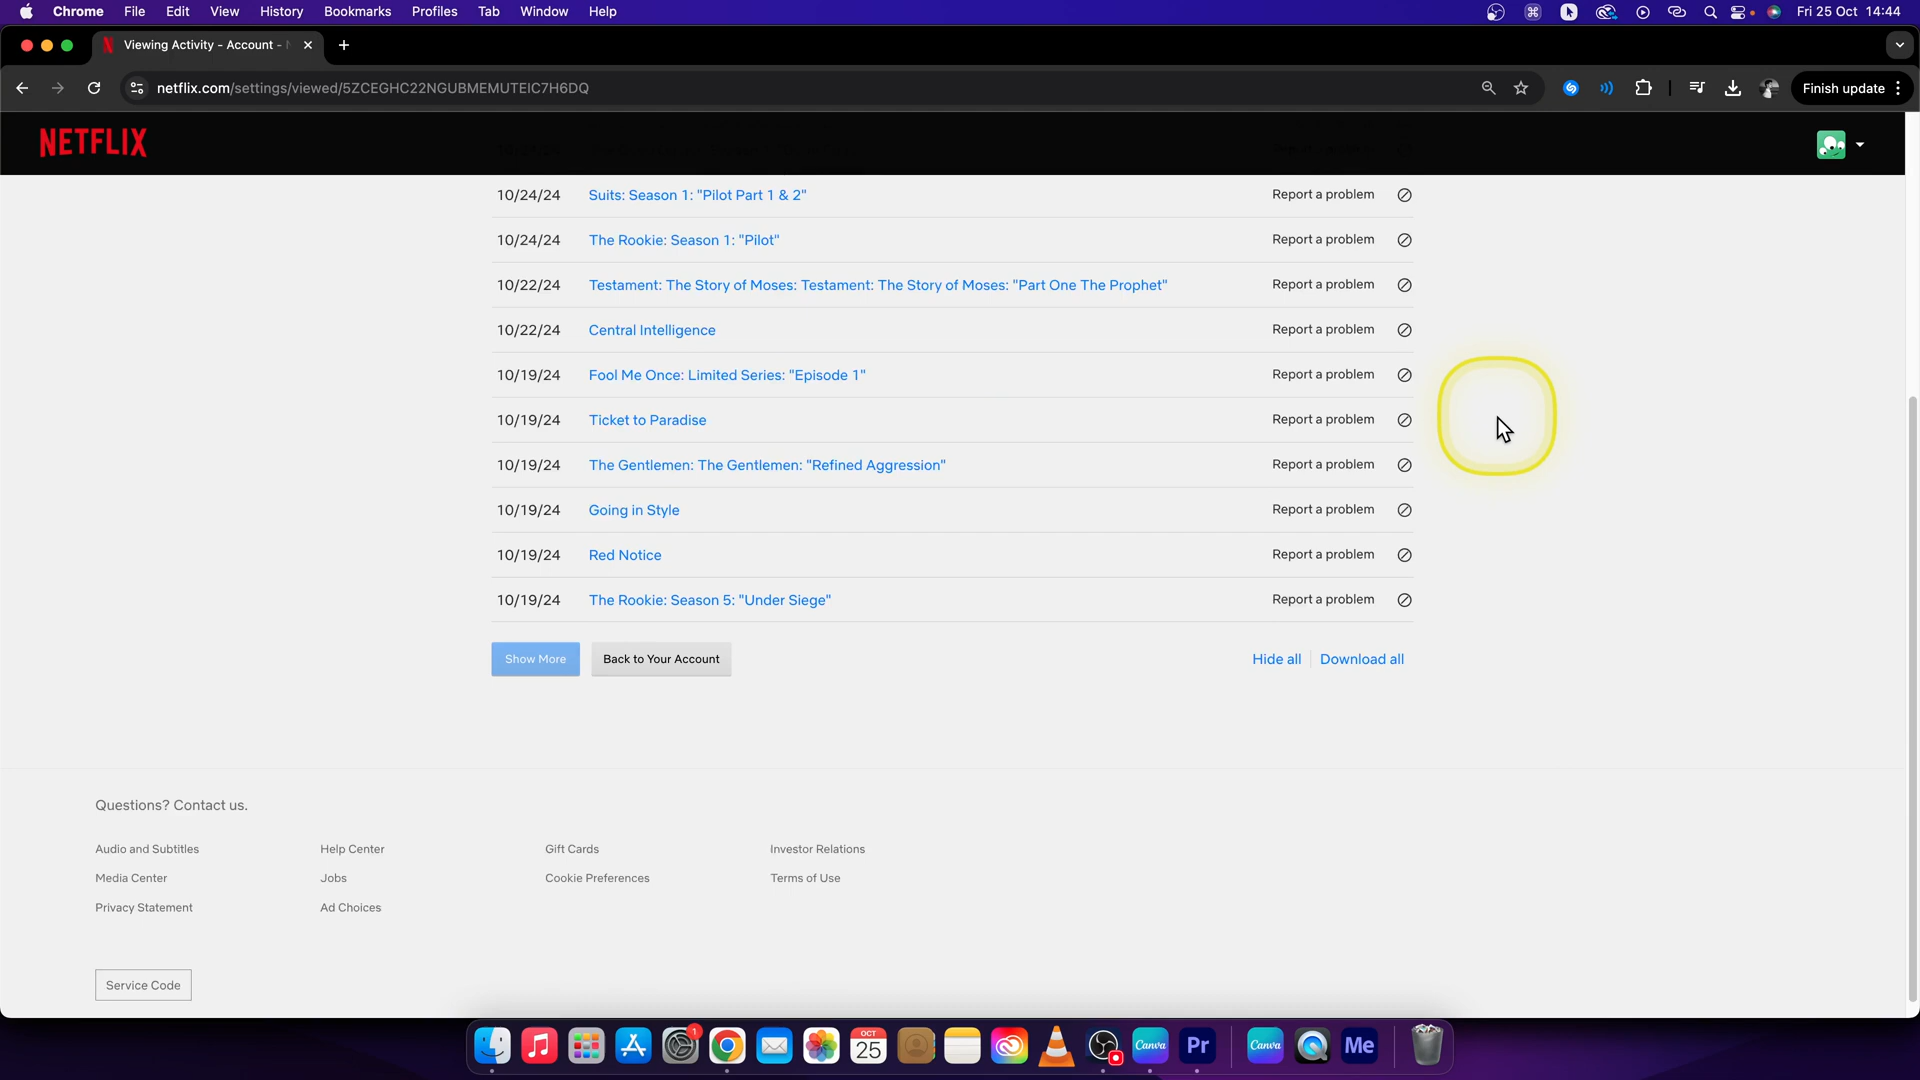 Chrome File Edit View History Bookmarks Profiles Tab Window Help Fri 25 Oct 14:44
Viewing Activity - Account -
netflix.com/settings/viewed/5ZCEGHC22NGUBMEMUTEIC7H6DQ Finish update
NETFLIX
10/24/24 Suits: Season 1: "Pilot Part 1 & 2" Report a problem
10/24/24 The Rookie: Season 1: "Pilot" Report a problem
10/22/24 Testament: The Story of Moses: Testament: The Story of Moses: "Part One The Prophet" Report a problem
10/22/24 Central Intelligence Report a problem
10/19/24 Fool Me Once: Limited Series: "Episode 1" Report a problem
10/19/24 Ticket to Paradise Report a problem
10/19/24 The Gentlemen: The Gentlemen: "Refined Aggression" Report a problem
10/19/24 Going in Style Report a problem
10/19/24 Red Notice Report a problem
10/19/24 The Rookie: Season 5: "Under Siege" Report a problem
Show More Back to Your Account Hide all Download all
Questions? Contact us.
Audio and Subtitles Help Center Gift Cards Investor Relations
Media Center Jobs Cookie Preferences Terms of Use
Privacy Statement Ad Choices
Service Code
1 OCT 25 Canva Pr Canva Me